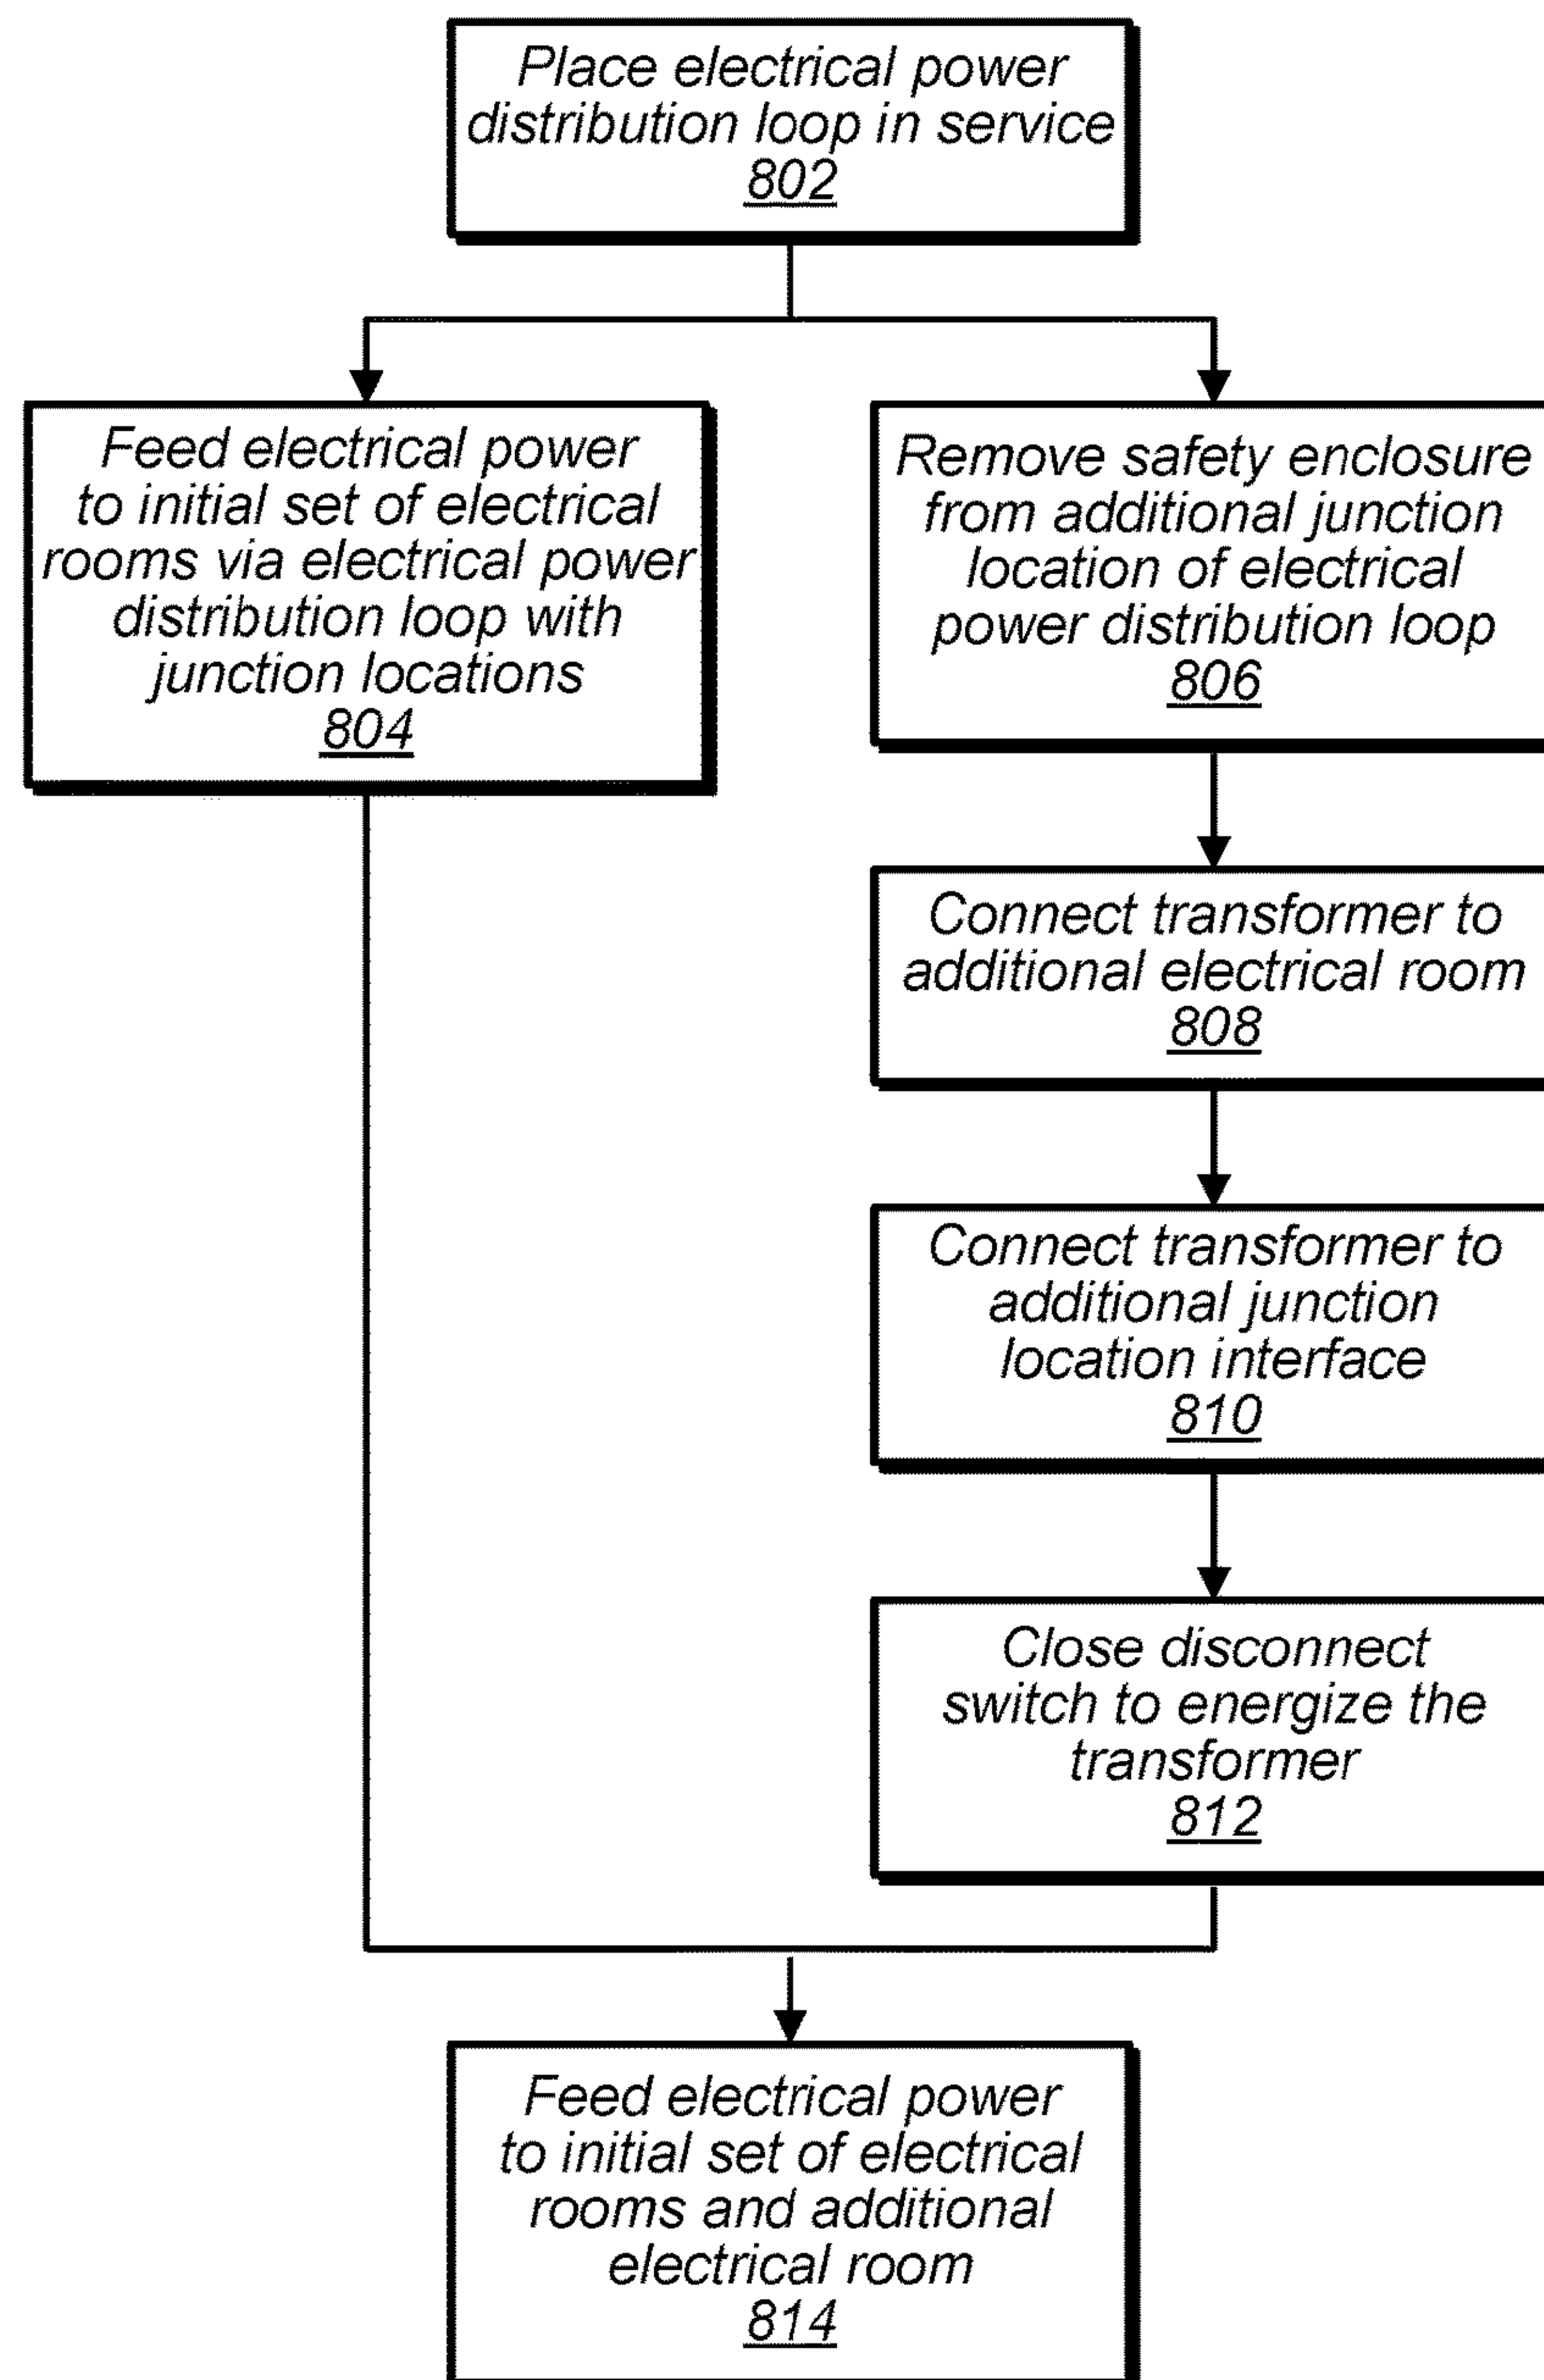 Place electrical power
distribution loop in service
802
Feed electrical power
to initial set of electrical
rooms via electrical power
distribution loop with
junction locations
804
Remove safety enclosure
from additional junction
location of electrical
power distribution loop
806
Connect transformer to
additional electrical room
808
Connect transformer to
additional junction
location interface
810
Close disconnect
switch to energize the
transformer
812
Feed electrical power
to initial set of electrical
rooms and additional
electrical room
814